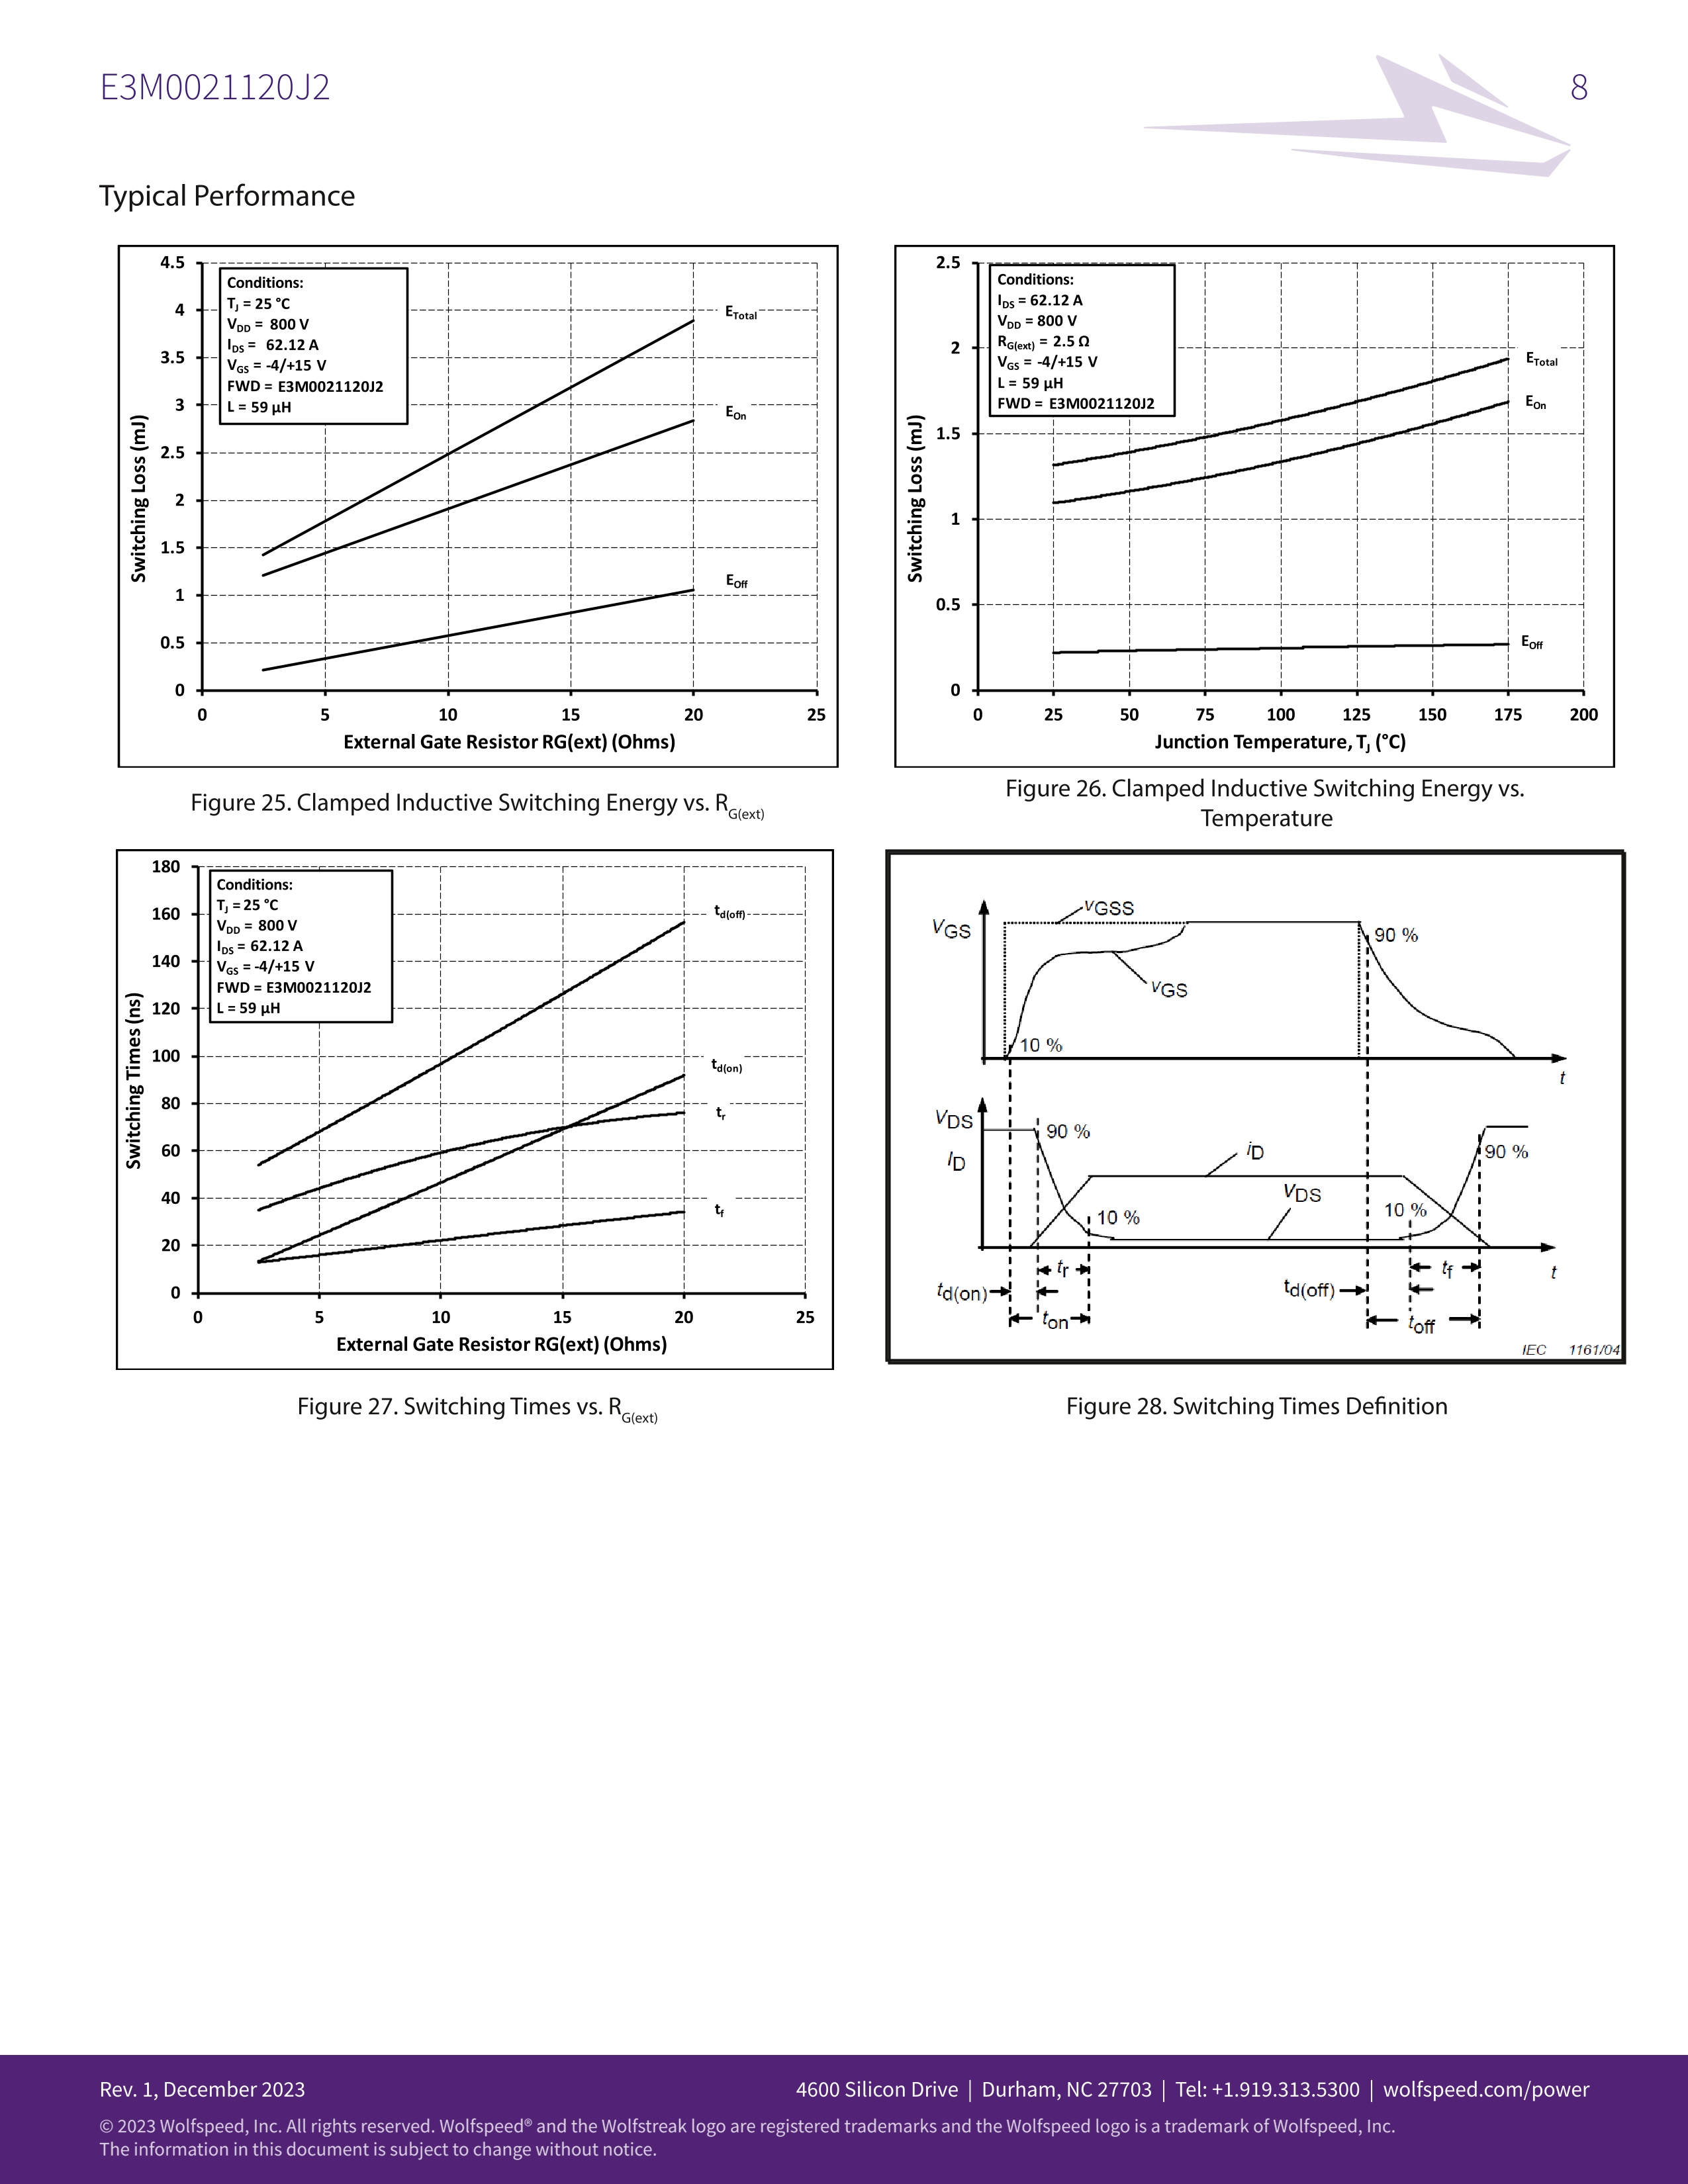 E3M0021120J2
8
Typical Performance
4.5
4
3.5
3
2.5
2
1.5
1
0.5
0
0 5 10 15 20 25
Switching Loss (mJ)
External Gate Resistor RG(ext) (Ohms)
Conditions:
TJ = 25 °C
VDD = 800 V
IDS = 62.12 A
VGS = -4/+15 V
FWD = E3M0021120J2
L = 59 μH
ETotal
EOn
EOff
Figure 25. Clamped Inductive Switching Energy vs. RG(ext)
2.5
2
1.5
1
0.5
0
0 25 50 75 100 125 150 175 200
Switching Loss (mJ)
Junction Temperature, TJ (°C)
Conditions:
IDS = 62.12 A
VDD = 800 V
RG(ext) = 2.5 Ω
VGS = -4/+15 V
L = 59 μH
FWD = E3M0021120J2
ETotal
EOn
EOff
Figure 26. Clamped Inductive Switching Energy vs.
Temperature
180
160
140
120
100
80
60
40
20
0
0 5 10 15 20 25
Switching Times (ns)
External Gate Resistor RG(ext) (Ohms)
Conditions:
TJ = 25 °C
VDD = 800 V
IDS = 62.12 A
VGS = -4/+15 V
FWD = E3M0021120J2
L = 59 μH
td(off)
td(on)
tr
tf
Figure 27. Switching Times vs. RG(ext)
VGS
vGSS
90 %
vGS
10 %
t
VDS
ID
90 %
iD
90 %
VDS
10 %
10 %
tr
tf
t
td(on)
td(off)
ton
toff
IEC 1161/04
Figure 28. Switching Times Definition
Rev. 1, December 2023
4600 Silicon Drive | Durham, NC 27703 | Tel: +1.919.313.5300 | wolfspeed.com/power
© 2023 Wolfspeed, Inc. All rights reserved. Wolfspeed® and the Wolfstreak logo are registered trademarks and the Wolfspeed logo is a trademark of Wolfspeed, Inc.
The information in this document is subject to change without notice.